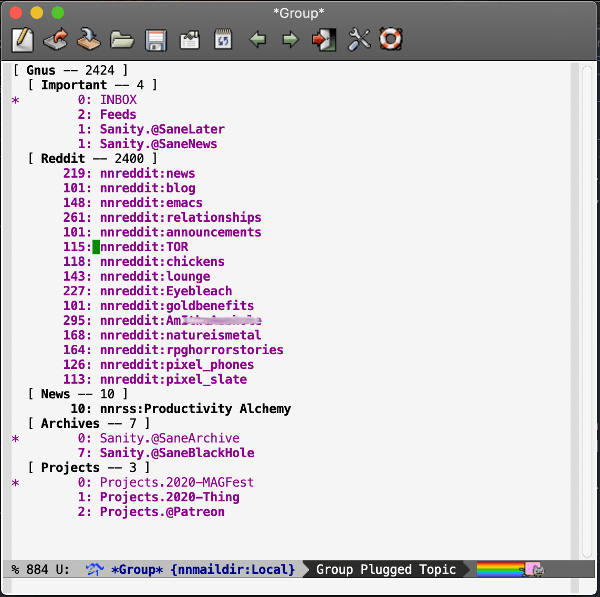 *Group*
[ Gnus -- 2424 ]
[ Important -- 4 ]
* 0: INBOX
2: Feeds
1: Sanity.@SaneLater
1: Sanity.@SaneNews
[ Reddit -- 2400 ]
219: nnreddit:news
101: nnreddit:blog
148: nnreddit:emacs
261: nnreddit:relationships
101: nnreddit:announcements
115: nnreddit:TOR
118: nnreddit:chickens
143: nnreddit:lounge
227: nnreddit:Eyebleach
101: nnreddit:goldbenefits
295: nnreddit:
168: nnreddit:natureismetal
164: nnreddit:rpghorrorstories
126: nnreddit:pixel_phones
113: nnreddit:pixel_slate
[ News -- 10 ]
10: nnrss:Productivity Alchemy
[ Archives -- 7 ]
* 0: Sanity.@SaneArchive
7: Sanity.@SaneBlackHole
[ Projects -- 3 ]
* 0: Projects.2020-MAGFest
1: Projects.2020-Thing
2: Projects.@Patreon
% 884 U: *Group* {nnmaildir:Local} Group Plugged Topic